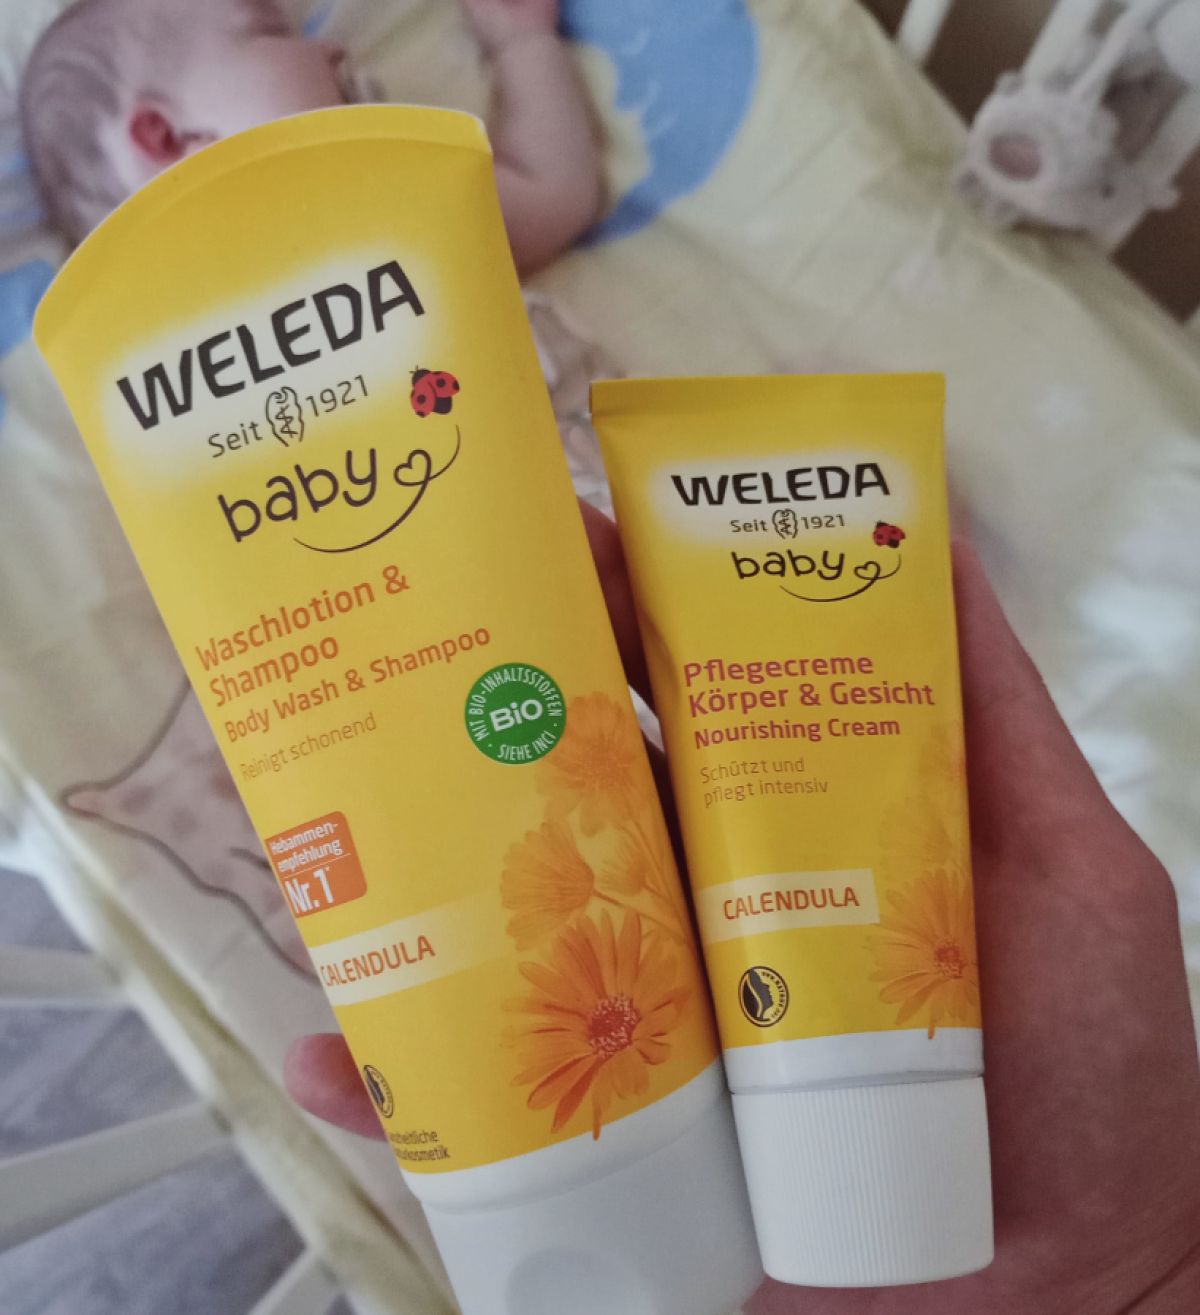 WELEDA
Seit 1921
baby
Waschlotion &
Shampoo
Body Wash & Shampoo
Reinigt schonend
MIT BIO-INHALTSSTOFFEN
BiO
SIEHE INCI
Hebammen-
empfehlung
Nr. 1
CALENDULA
WELEDA
Seit 1921
baby
Pflegecreme
Körper & Gesicht
Nourishing Cream
Schützt und
pflegt intensiv
CALENDULA